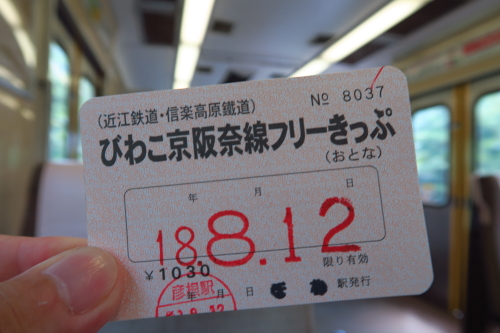 (近江鉄道・信楽高原鐵道)
№ 8037
びわこ京阪奈線フリーきっぷ
(おとな)
年 月 日
18.8.12
¥1030
限り有効
年 月 日
駅発行
彦根駅